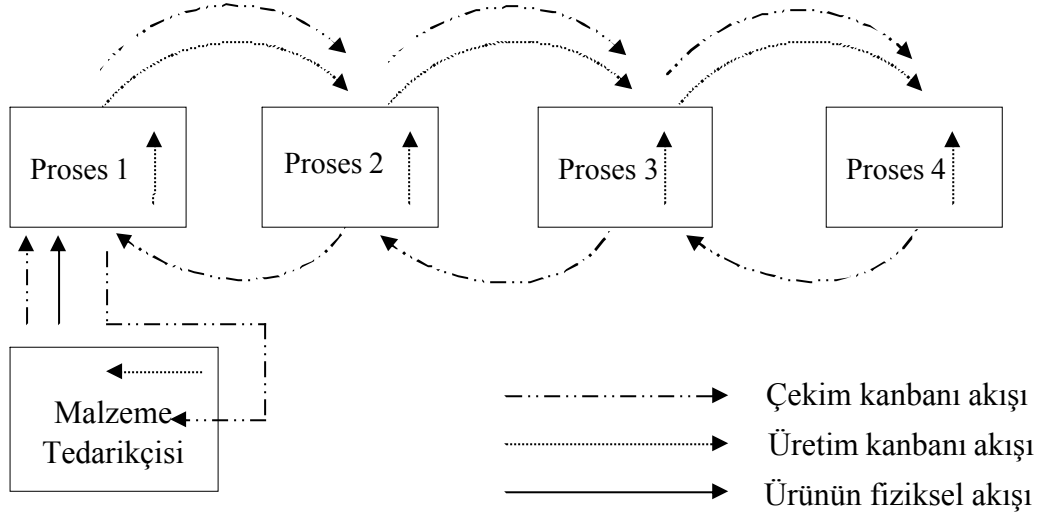 Proses 1
Proses 2
Proses 3
Proses 4
Malzeme
Tedarikçisi
Çekim kanbanı akışı
Üretim kanbanı akışı
Ürünün fiziksel akışı